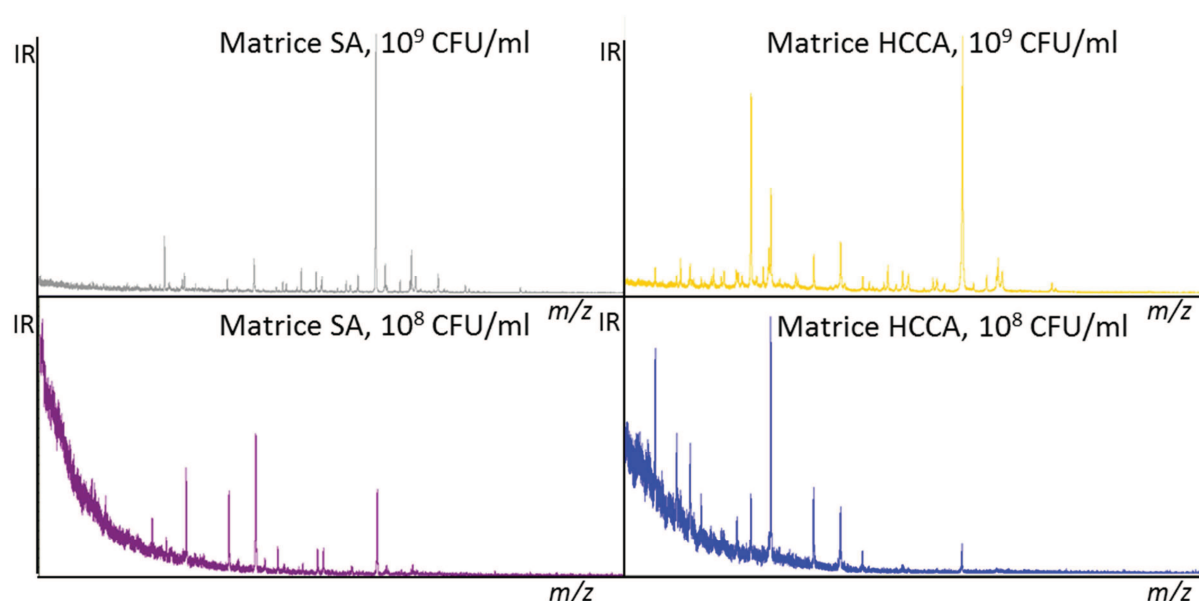 IR
Matrice SA, 10⁹ CFU/ml
IR
Matrice HCCA, 10⁹ CFU/ml
m/z
m/z
IR
Matrice SA, 10⁸ CFU/ml
IR
Matrice HCCA, 10⁸ CFU/ml
m/z
m/z